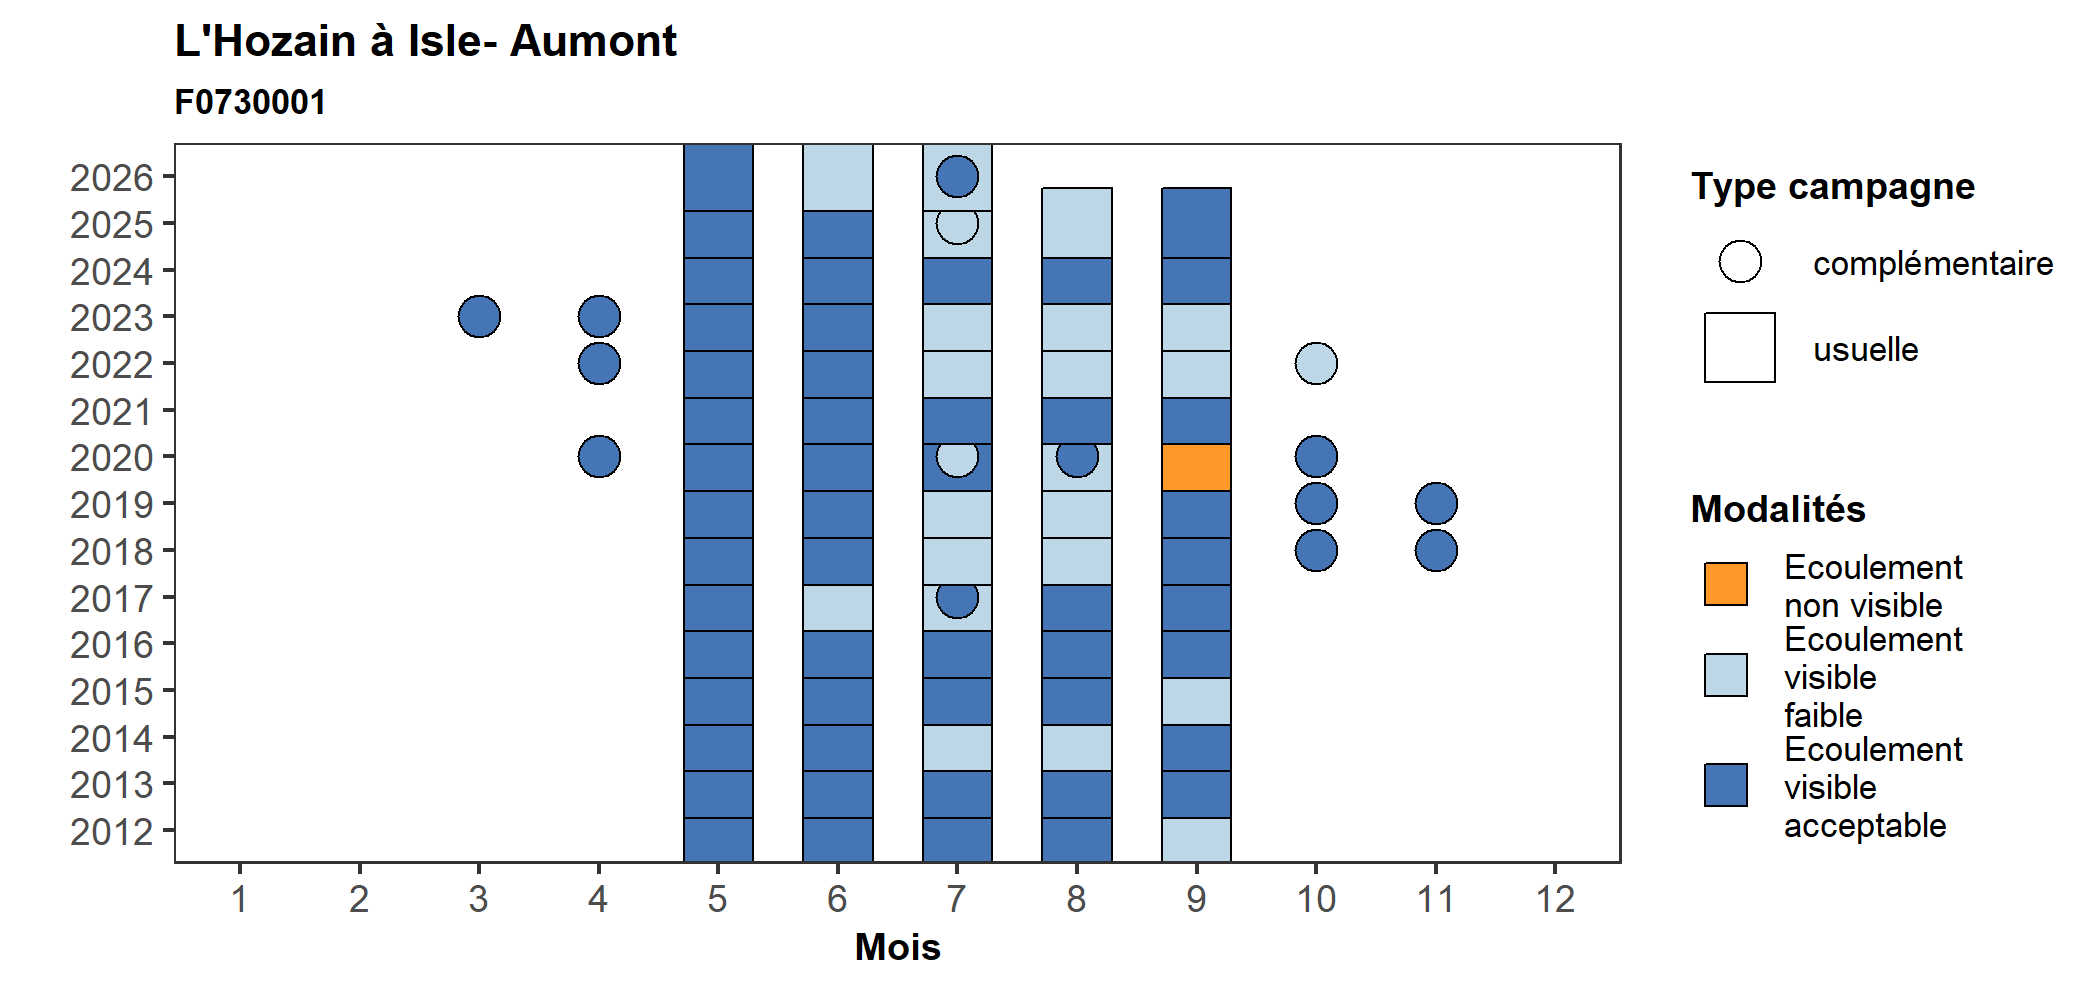 L'Hozain à Isle- Aumont
F0730001
2026
2025
2024
2023
2022
2021
2020
2019
2018
2017
2016
2015
2014
2013
2012
1 2 3 4 5 6 7 8 9 10 11 12
Mois
Type campagne
complémentaire
usuelle
Modalités
Ecoulement
non visible
Ecoulement
visible
faible
Ecoulement
visible
acceptable